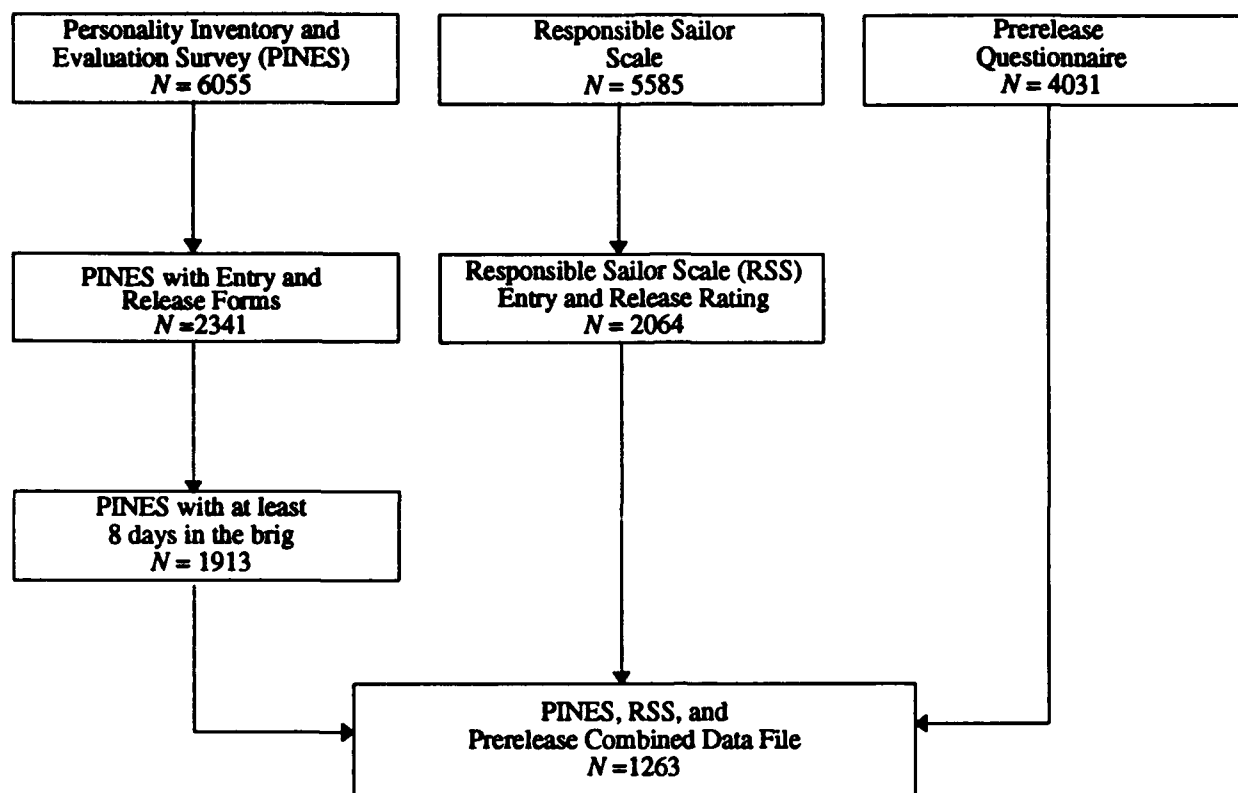 Personality Inventory and
Evaluation Survey (PINES)
N = 6055
Responsible Sailor
Scale
N = 5585
Prerelease
Questionnaire
N = 4031
PINES with Entry and
Release Forms
N =2341
Responsible Sailor Scale (RSS)
Entry and Release Rating
N = 2064
PINES with at least
8 days in the brig
N = 1913
PINES, RSS, and
Prerelease Combined Data File
N =1263